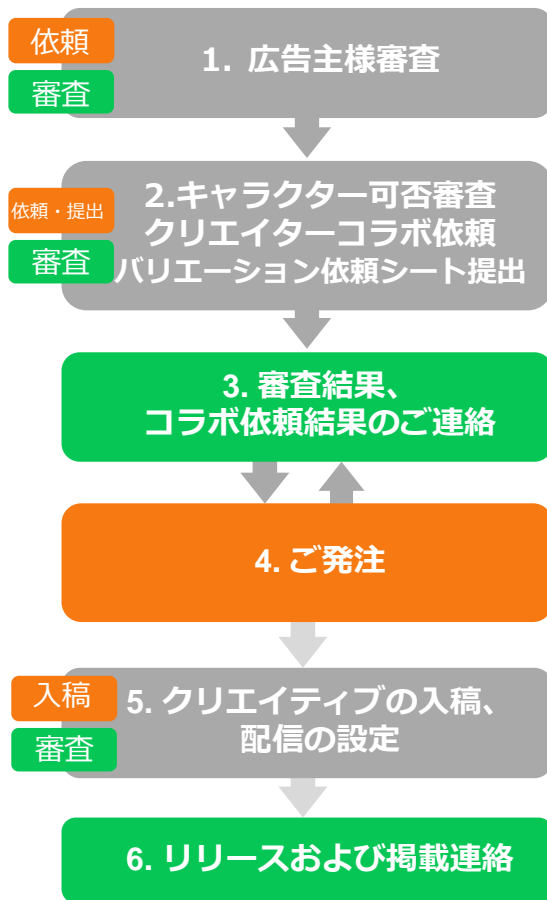 依頼
審査
1. 広告主様審査
依頼・提出
審査
2.キャラクター可否審査
クリエイターコラボ依頼
バリエーション依頼シート提出
3. 審査結果、
コラボ依頼結果のご連絡
4. ご発注
入稿
審査
5. クリエイティブの入稿、
配信の設定
6. リリースおよび掲載連絡